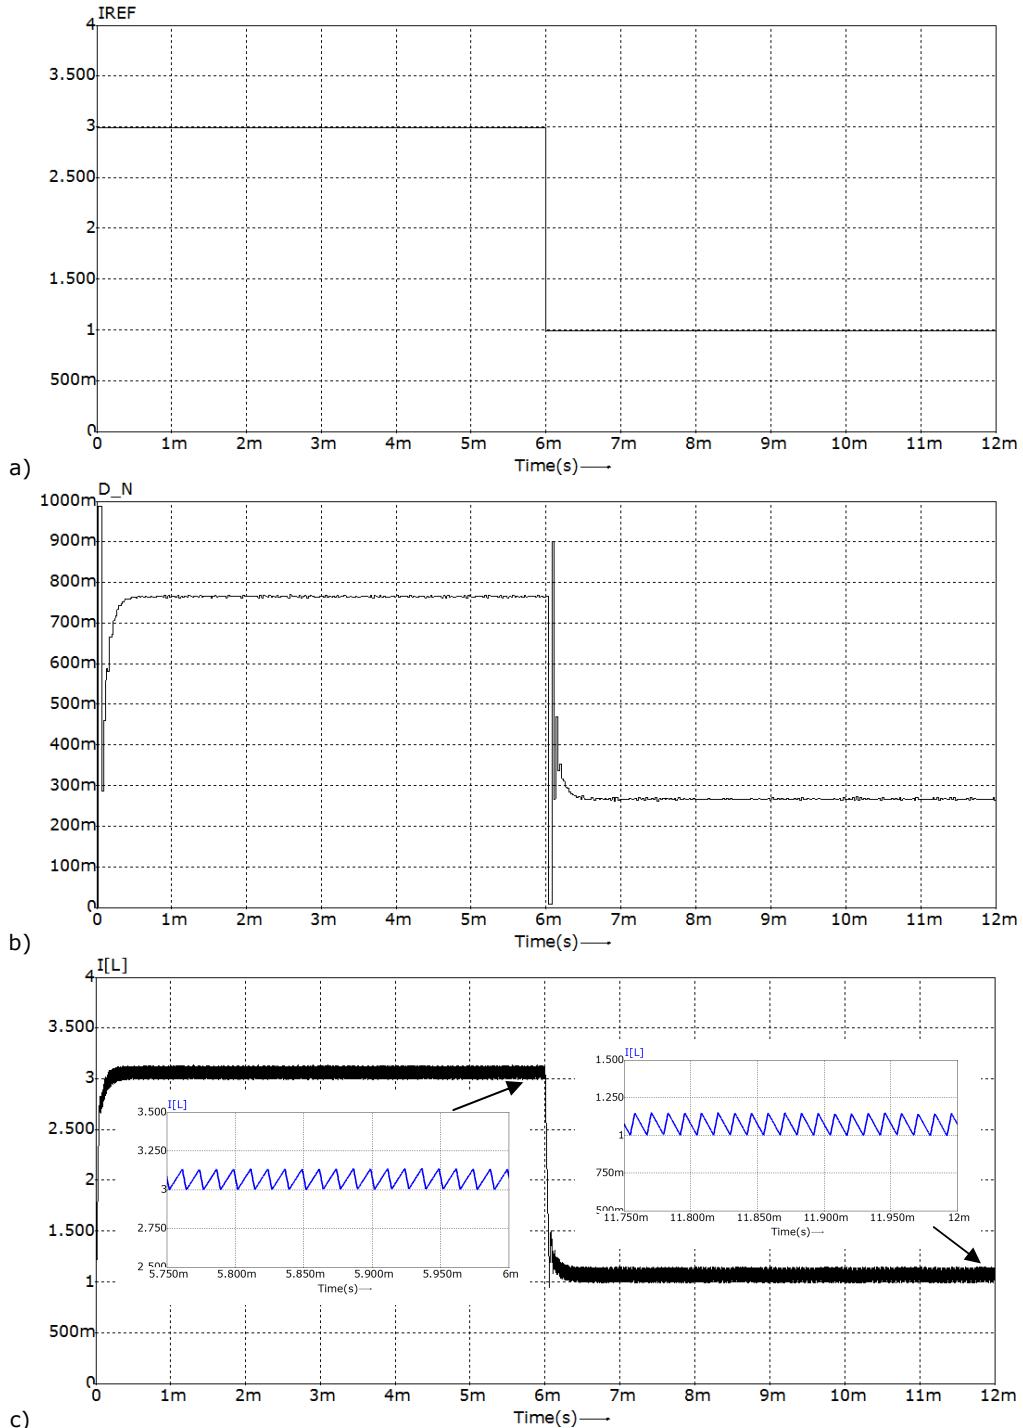 IREF
4
3.500
3
2.500
2
1.500
1
500m
0
0 1m 2m 3m 4m 5m 6m 7m 8m 9m 10m 11m 12m
Time(s)
a)
D_N
1000m
900m
800m
700m
600m
500m
400m
300m
200m
100m
0
0 1m 2m 3m 4m 5m 6m 7m 8m 9m 10m 11m 12m
Time(s)
b)
I[L]
4
3.500
3
2.500
2
1.500
1
500m
0
I[L]
3.500
3.250
3
2.750
2.500
5.750m 5.800m 5.850m 5.900m 5.950m 6m
Time(s)
I[L]
1.500
1.250
1
750m
500m
11.750m 11.800m 11.850m 11.900m 11.950m 12m
Time(s)
0 1m 2m 3m 4m 5m 6m 7m 8m 9m 10m 11m 12m
Time(s)
c)